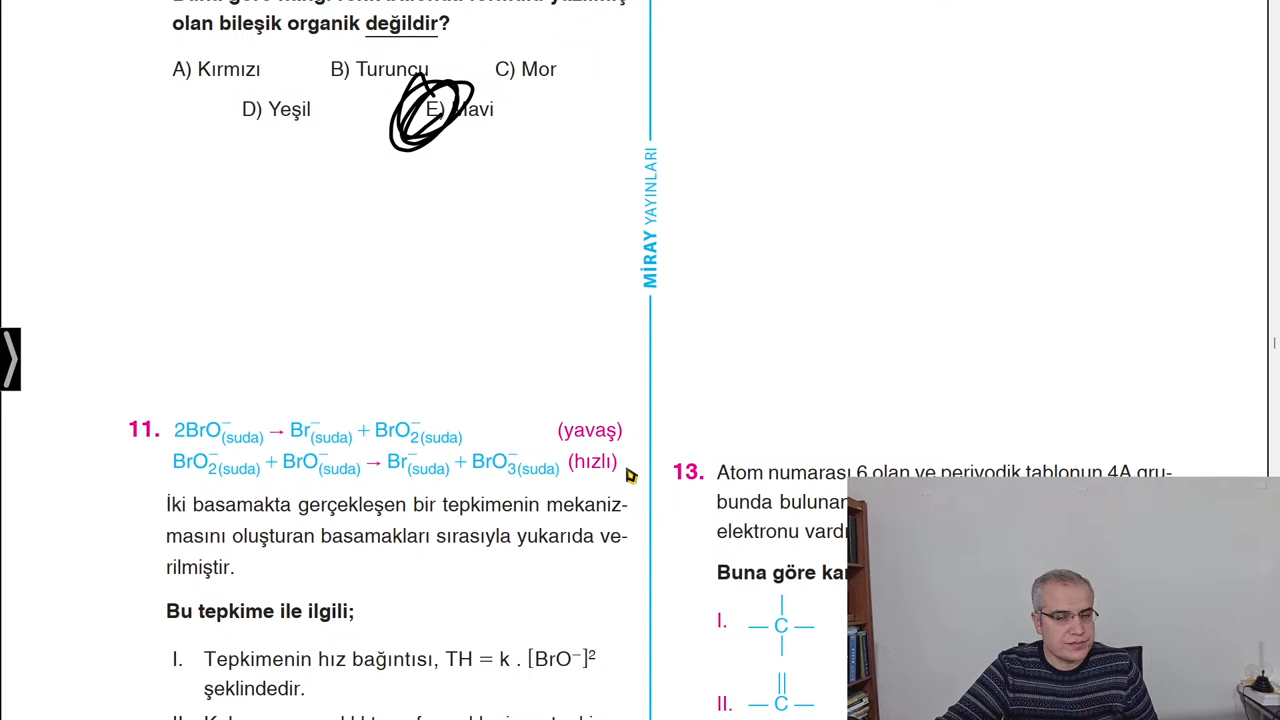 olan bileşik organik değildir?
A) Kırmızı B) Turuncu C) Mor
D) Yeşil E) Mavi
MİRAY YAYINLARI
11. 2BrO⁻(suda) → Br⁻(suda) + BrO₂⁻(suda) (yavaş)
BrO₂⁻(suda) + BrO⁻(suda) → Br⁻(suda) + BrO₃⁻(suda) (hızlı)
İki basamakta gerçekleşen bir tepkimenin mekaniz-
masını oluşturan basamakları sırasıyla yukarıda ve-
rilmiştir.
Bu tepkime ile ilgili;
I. Tepkimenin hız bağıntısı, TH = k . [BrO⁻]²
şeklindedir.
13. Atom numarası 6 olan ve periyodik tablonun 4A gru-
bunda bulunan
elektronu
Buna göre
I. — C —
II. — C —